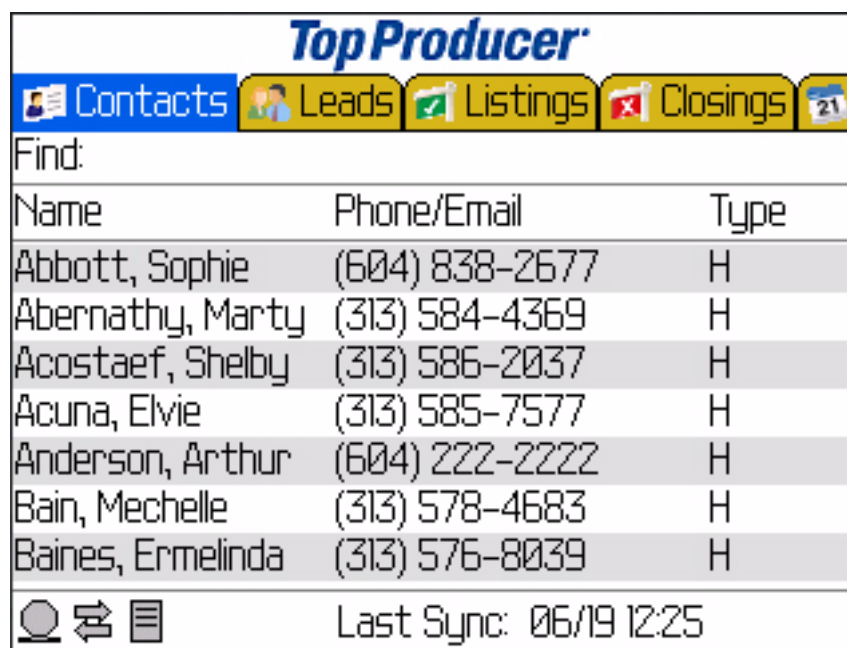 Top Producer
Contacts Leads Listings Closings 21
Find:
Name Phone/Email Type
Abbott, Sophie (604) 838-2677 H
Abernathy, Marty (313) 584-4369 H
Acostaef, Shelby (313) 586-2037 H
Acuna, Elvie (313) 585-7577 H
Anderson, Arthur (604) 222-2222 H
Bain, Mechelle (313) 578-4683 H
Baines, Ermelinda (313) 576-8039 H
Last Sync: 06/19 12:25